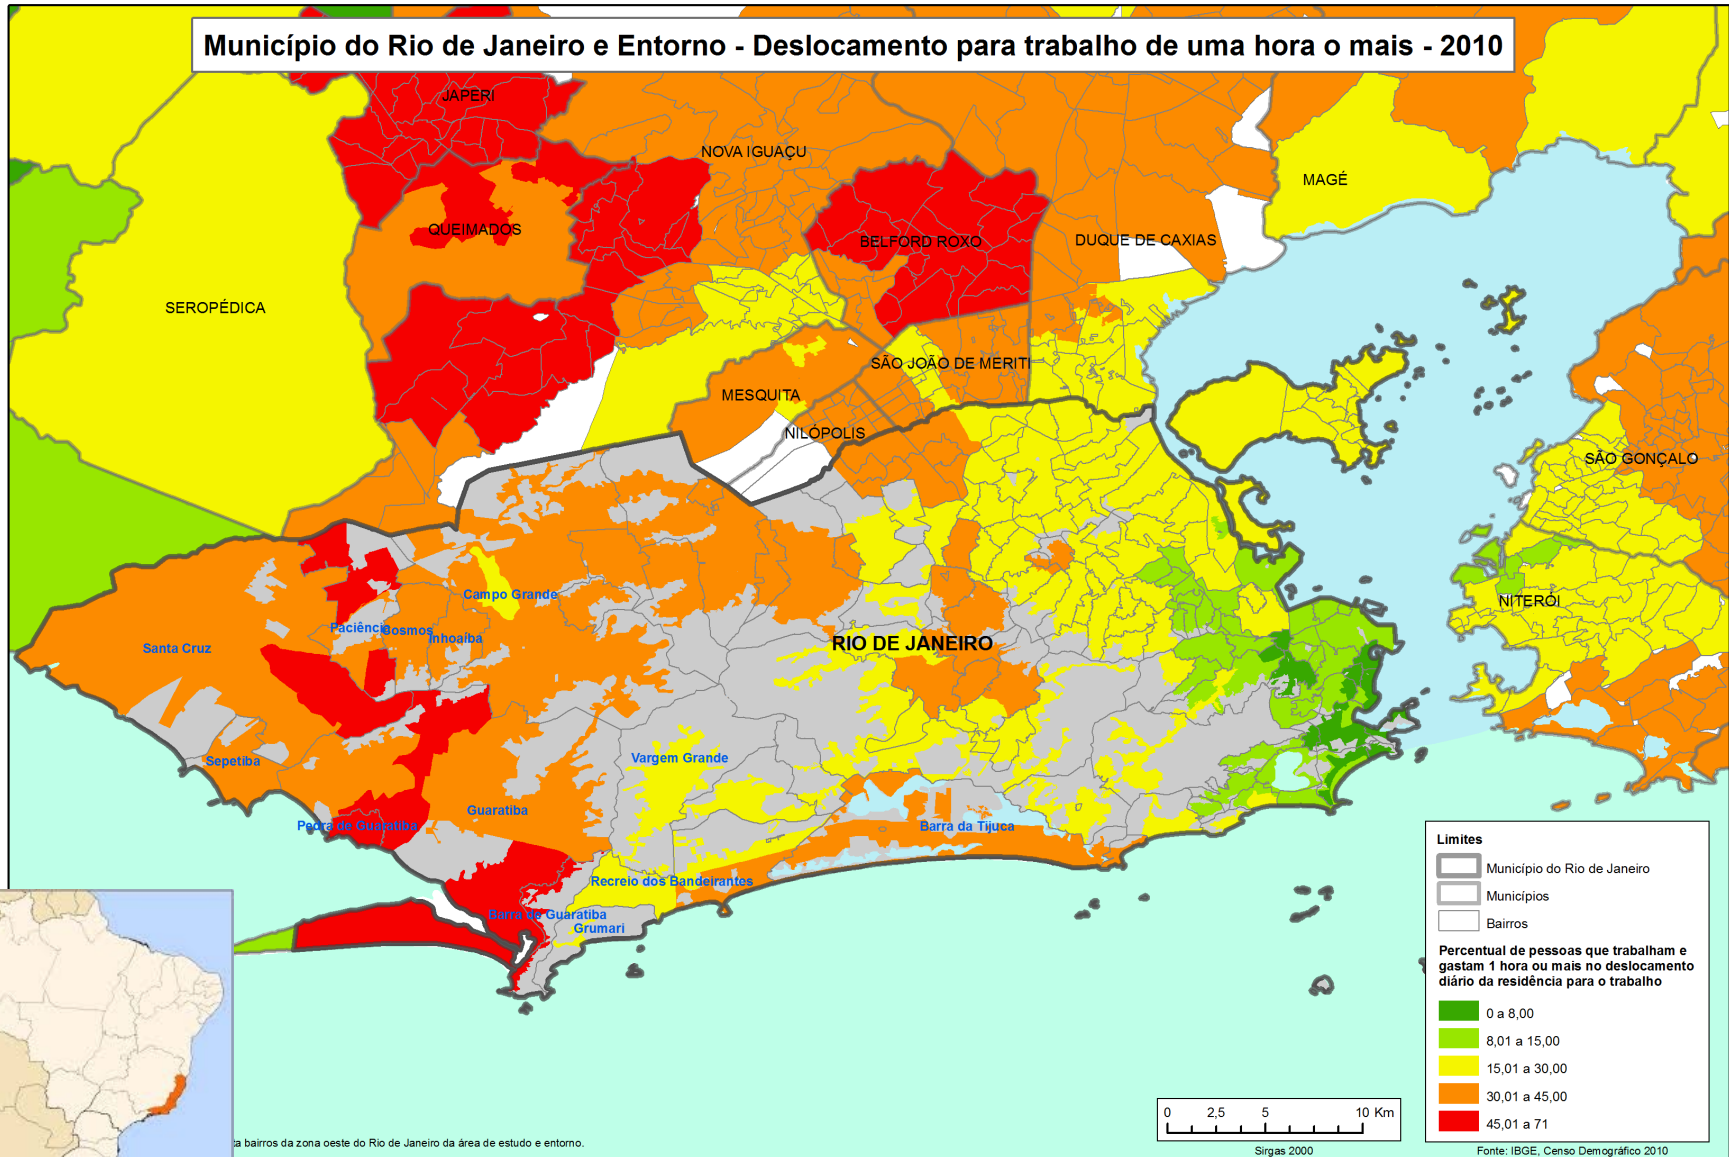 Município do Rio de Janeiro e Entorno - Deslocamento para trabalho de uma hora o mais - 2010
JAPERI
NOVA IGUAÇU
MAGÉ
QUEIMADOS
BELFORD ROXO
DUQUE DE CAXIAS
SEROPÉDICA
SÃO JOÃO DE MERITI
MESQUITA
NILÓPOLIS
SÃO GONÇALO
Campo Grande
NITERÓI
Paciência
Cosmos
Inhoaíba
Santa Cruz
RIO DE JANEIRO
Sepetiba
Vargem Grande
Guaratiba
Pedra de Guaratiba
Barra da Tijuca
Recreio dos Bandeirantes
Barra de Guaratiba
Grumari
Limites
Município do Rio de Janeiro
Municípios
Bairros
Percentual de pessoas que trabalham e
gastam 1 hora ou mais no deslocamento
diário da residência para o trabalho
0 a 8,00
8,01 a 15,00
15,01 a 30,00
30,01 a 45,00
45,01 a 71
0 2,5 5 10 Km
ta bairros da zona oeste do Rio de Janeiro da área de estudo e entorno.
Sirgas 2000
Fonte: IBGE, Censo Demográfico 2010